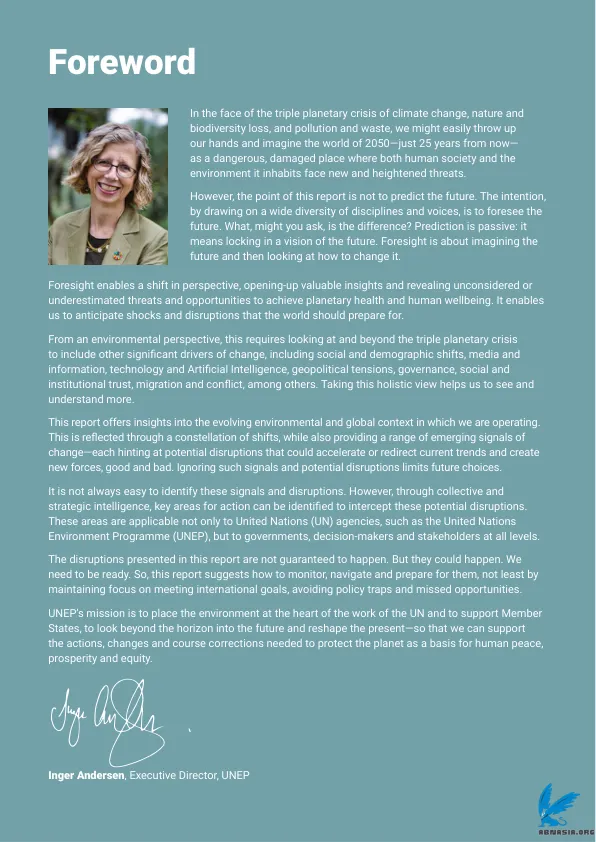 Foreword
In the face of the triple planetary crisis of climate change, nature and
biodiversity loss, and pollution and waste, we might easily throw up
our hands and imagine the world of 2050—just 25 years from now—
as a dangerous, damaged place where both human society and the
environment it inhabits face new and heightened threats.
However, the point of this report is not to predict the future. The intention,
by drawing on a wide diversity of disciplines and voices, is to foresee the
future. What, might you ask, is the difference? Prediction is passive: it
means locking in a vision of the future. Foresight is about imagining the
future and then looking at how to change it.
Foresight enables a shift in perspective, opening-up valuable insights and revealing unconsidered or
underestimated threats and opportunities to achieve planetary health and human wellbeing. It enables
us to anticipate shocks and disruptions that the world should prepare for.
From an environmental perspective, this requires looking at and beyond the triple planetary crisis
to include other significant drivers of change, including social and demographic shifts, media and
information, technology and Artificial Intelligence, geopolitical tensions, governance, social and
institutional trust, migration and conflict, among others. Taking this holistic view helps us to see and
understand more.
This report offers insights into the evolving environmental and global context in which we are operating.
This is reflected through a constellation of shifts, while also providing a range of emerging signals of
change—each hinting at potential disruptions that could accelerate or redirect current trends and create
new forces, good and bad. Ignoring such signals and potential disruptions limits future choices.
It is not always easy to identify these signals and disruptions. However, through collective and
strategic intelligence, key areas for action can be identified to intercept these potential disruptions.
These areas are applicable not only to United Nations (UN) agencies, such as the United Nations
Environment Programme (UNEP), but to governments, decision-makers and stakeholders at all levels.
The disruptions presented in this report are not guaranteed to happen. But they could happen. We
need to be ready. So, this report suggests how to monitor, navigate and prepare for them, not least by
maintaining focus on meeting international goals, avoiding policy traps and missed opportunities.
UNEP's mission is to place the environment at the heart of the work of the UN and to support Member
States, to look beyond the horizon into the future and reshape the present—so that we can support
the actions, changes and course corrections needed to protect the planet as a basis for human peace,
prosperity and equity.
Inger Andersen, Executive Director, UNEP
ABNASIA.ORG